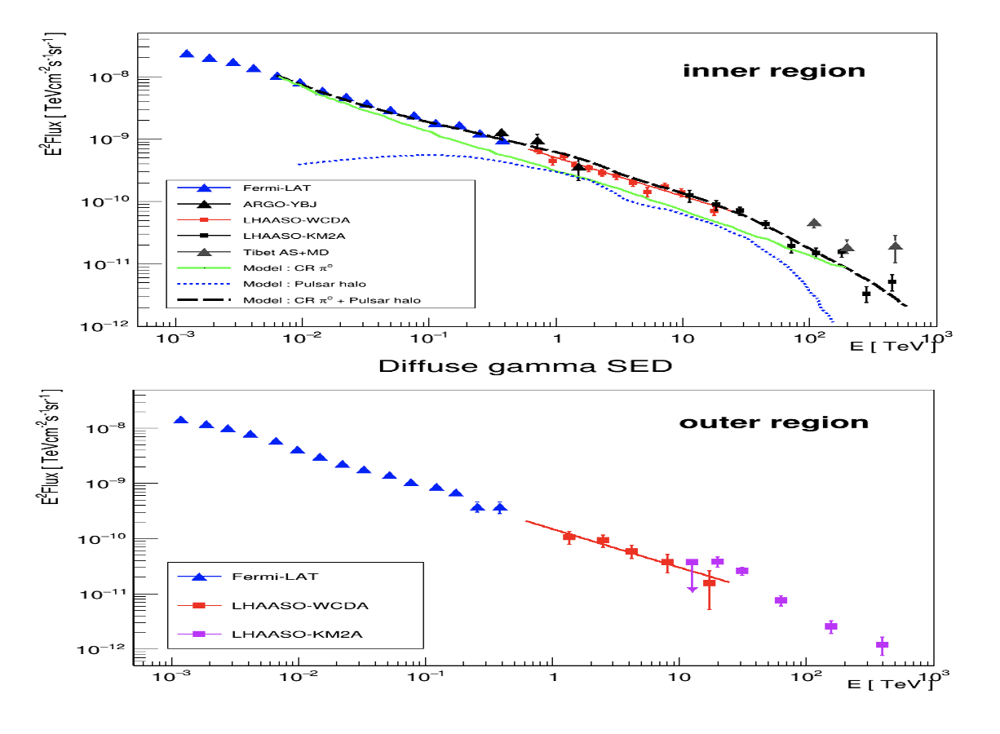 E²Flux [ TeVcm⁻²s⁻¹sr⁻¹]
inner region
10⁻⁸
10⁻⁹
10⁻¹⁰
10⁻¹¹
10⁻¹²
Fermi-LAT
ARGO-YBJ
LHAASO-WCDA
LHAASO-KM2A
Tibet AS+MD
Model : CR π⁰
Model : Pulsar halo
Model : CR π⁰ + Pulsar halo
10⁻³ 10⁻² 10⁻¹ 1 10 10² 10³
E [ TeV ]
Diffuse gamma SED
E²Flux [ TeVcm⁻²s⁻¹sr⁻¹]
outer region
10⁻⁸
10⁻⁹
10⁻¹⁰
10⁻¹¹
10⁻¹²
Fermi-LAT
LHAASO-WCDA
LHAASO-KM2A
10⁻³ 10⁻² 10⁻¹ 1 10 10² 10³
E [ TeV ]